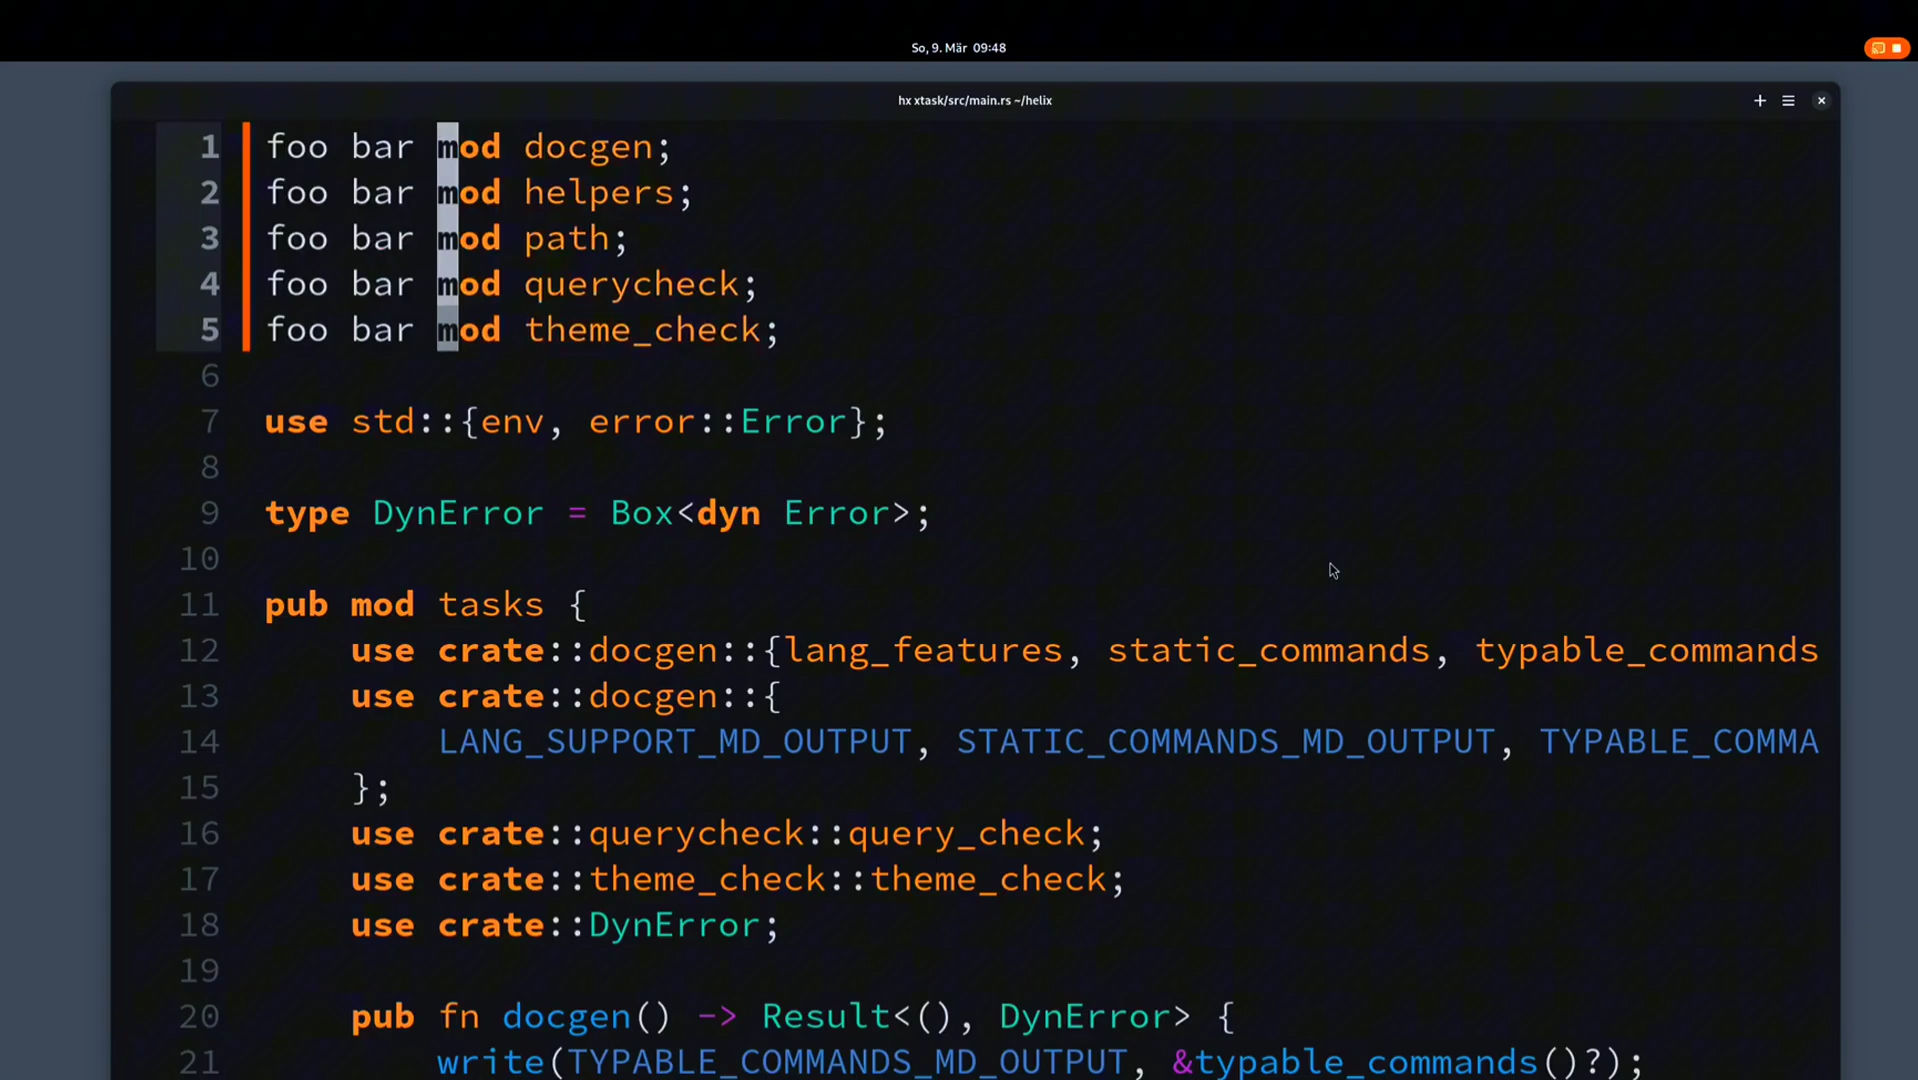 So, 9. Mär 09:48
hx xtask/src/main.rs ~/helix
1 foo bar mod docgen;
2 foo bar mod helpers;
3 foo bar mod path;
4 foo bar mod querycheck;
5 foo bar mod theme_check;
6
7 use std::{env, error::Error};
8
9 type DynError = Box<dyn Error>;
10
11 pub mod tasks {
12     use crate::docgen::{lang_features, static_commands, typable_commands
13     use crate::docgen::{
14         LANG_SUPPORT_MD_OUTPUT, STATIC_COMMANDS_MD_OUTPUT, TYPABLE_COMMA
15     };
16     use crate::querycheck::query_check;
17     use crate::theme_check::theme_check;
18     use crate::DynError;
19
20     pub fn docgen() -> Result<(), DynError> {
21         write(TYPABLE_COMMANDS_MD_OUTPUT, &typable_commands()?);